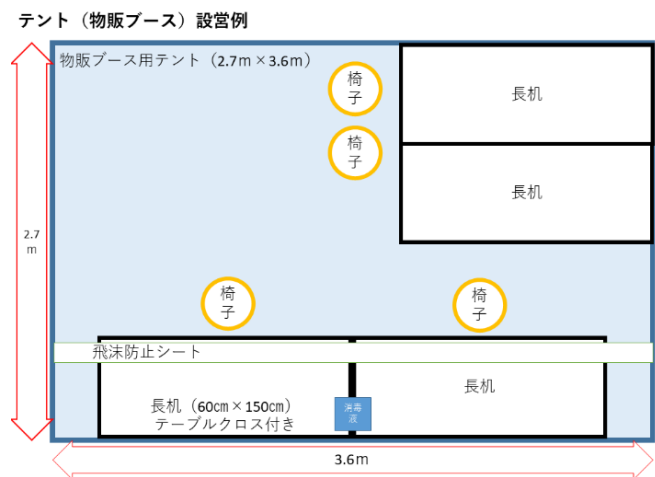 テント（物販ブース）設営例
物販ブース用テント（2.7m×3.6m）
椅
子
長机
椅
子
長机
2.7
m
椅
子
椅
子
飛沫防止シート
長机（60㎝×150㎝）
テーブルクロス付き
長机
消毒
液
3.6m